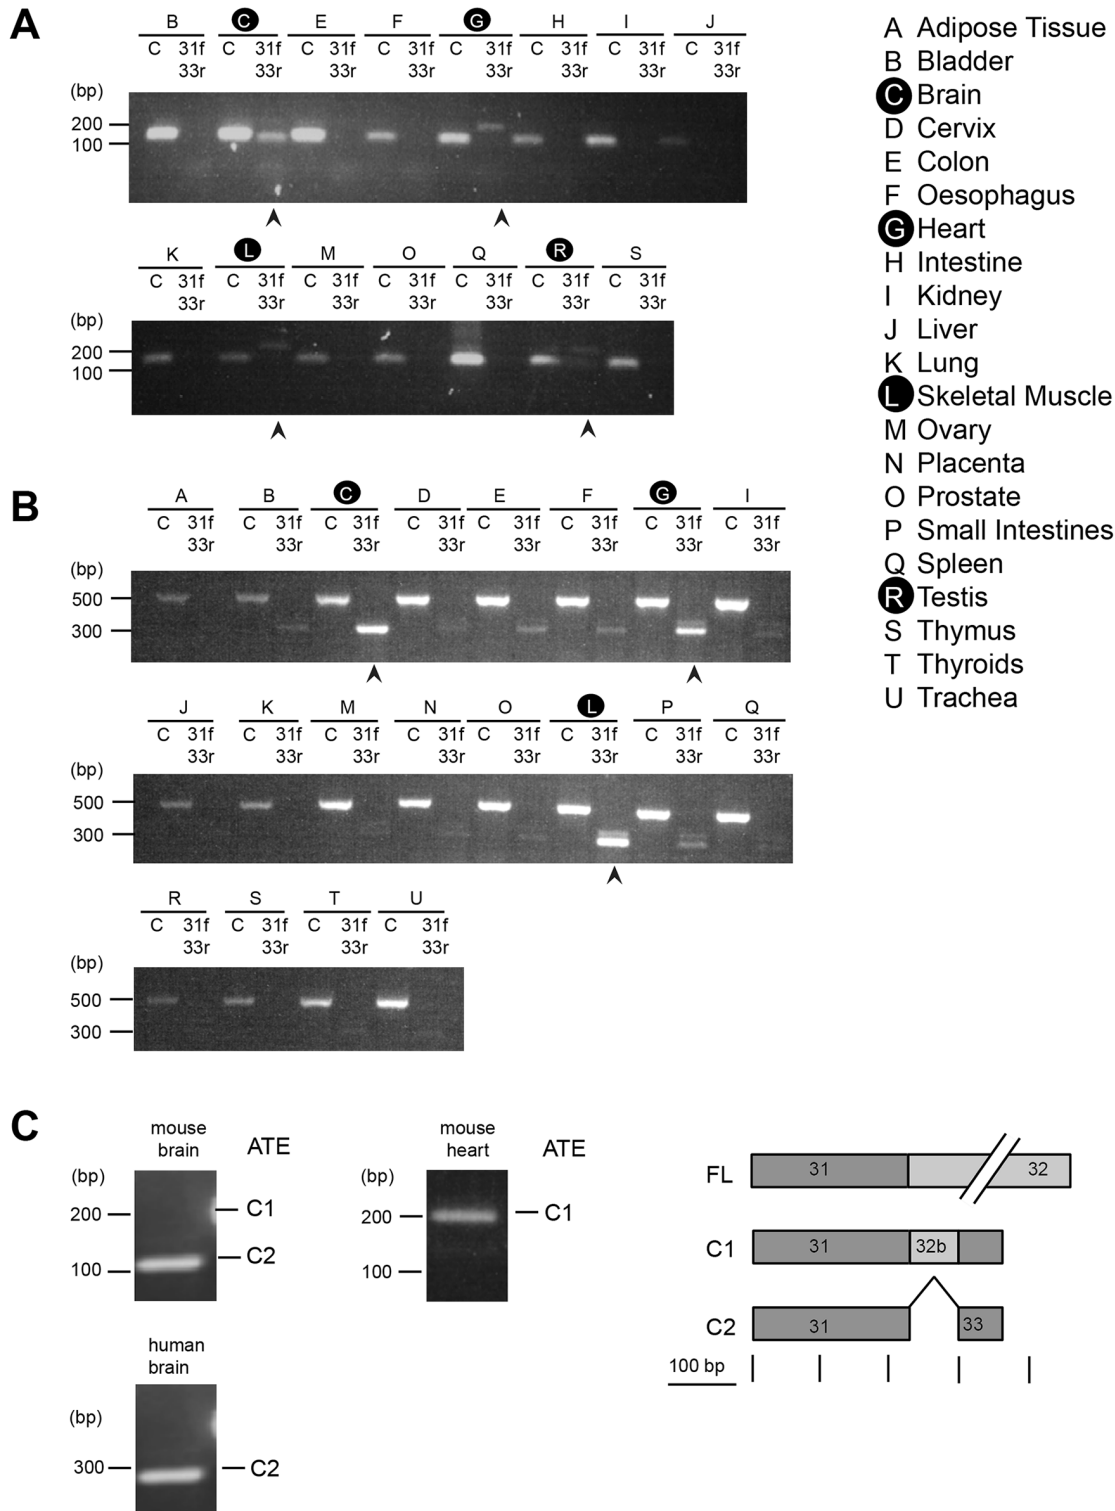 A
B C E F G H I J
C 31f C 31f C 31f C 31f C 31f C 31f C 31f C 31f
33r 33r 33r 33r 33r 33r 33r 33r
(bp)
200
100
K L M O Q R S
C 31f C 31f C 31f C 31f C 31f C 31f C 31f
33r 33r 33r 33r 33r 33r 33r
(bp)
200
100
A Adipose Tissue
B Bladder
C Brain
D Cervix
E Colon
F Oesophagus
G Heart
H Intestine
I Kidney
J Liver
K Lung
L Skeletal Muscle
M Ovary
N Placenta
O Prostate
P Small Intestines
Q Spleen
R Testis
S Thymus
T Thyroids
U Trachea
B
A B C D E F G I
C 31f C 31f C 31f C 31f C 31f C 31f C 31f C 31f
33r 33r 33r 33r 33r 33r 33r 33r
(bp)
500
300
J K M N O L P Q
C 31f C 31f C 31f C 31f C 31f C 31f C 31f C 31f
33r 33r 33r 33r 33r 33r 33r 33r
(bp)
500
300
R S T U
C 31f C 31f C 31f C 31f
33r 33r 33r 33r
(bp)
500
300
C
mouse
brain
ATE
(bp)
200
C1
C2
100
mouse
heart
ATE
(bp)
200
C1
100
human
brain
(bp)
300
C2
FL 31 32
C1 31 32b
C2 31 33
100 bp